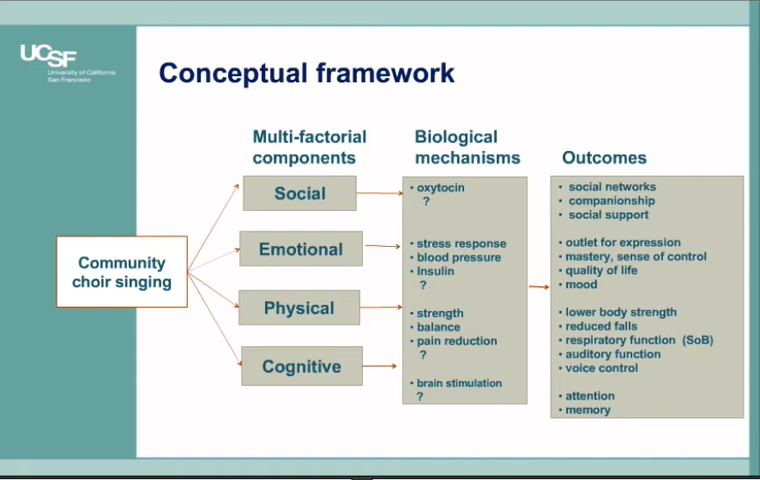 UCSF
University of California
San Francisco
Conceptual framework
Multi-factorial
components
Biological
mechanisms
Outcomes
Community
choir singing
Social
Emotional
Physical
Cognitive
• oxytocin
?
• stress response
• blood pressure
• Insulin
?
• strength
• balance
• pain reduction
?
• brain stimulation
?
• social networks
• companionship
• social support
• outlet for expression
• mastery, sense of control
• quality of life
• mood
• lower body strength
• reduced falls
• respiratory function (SoB)
• auditory function
• voice control
• attention
• memory